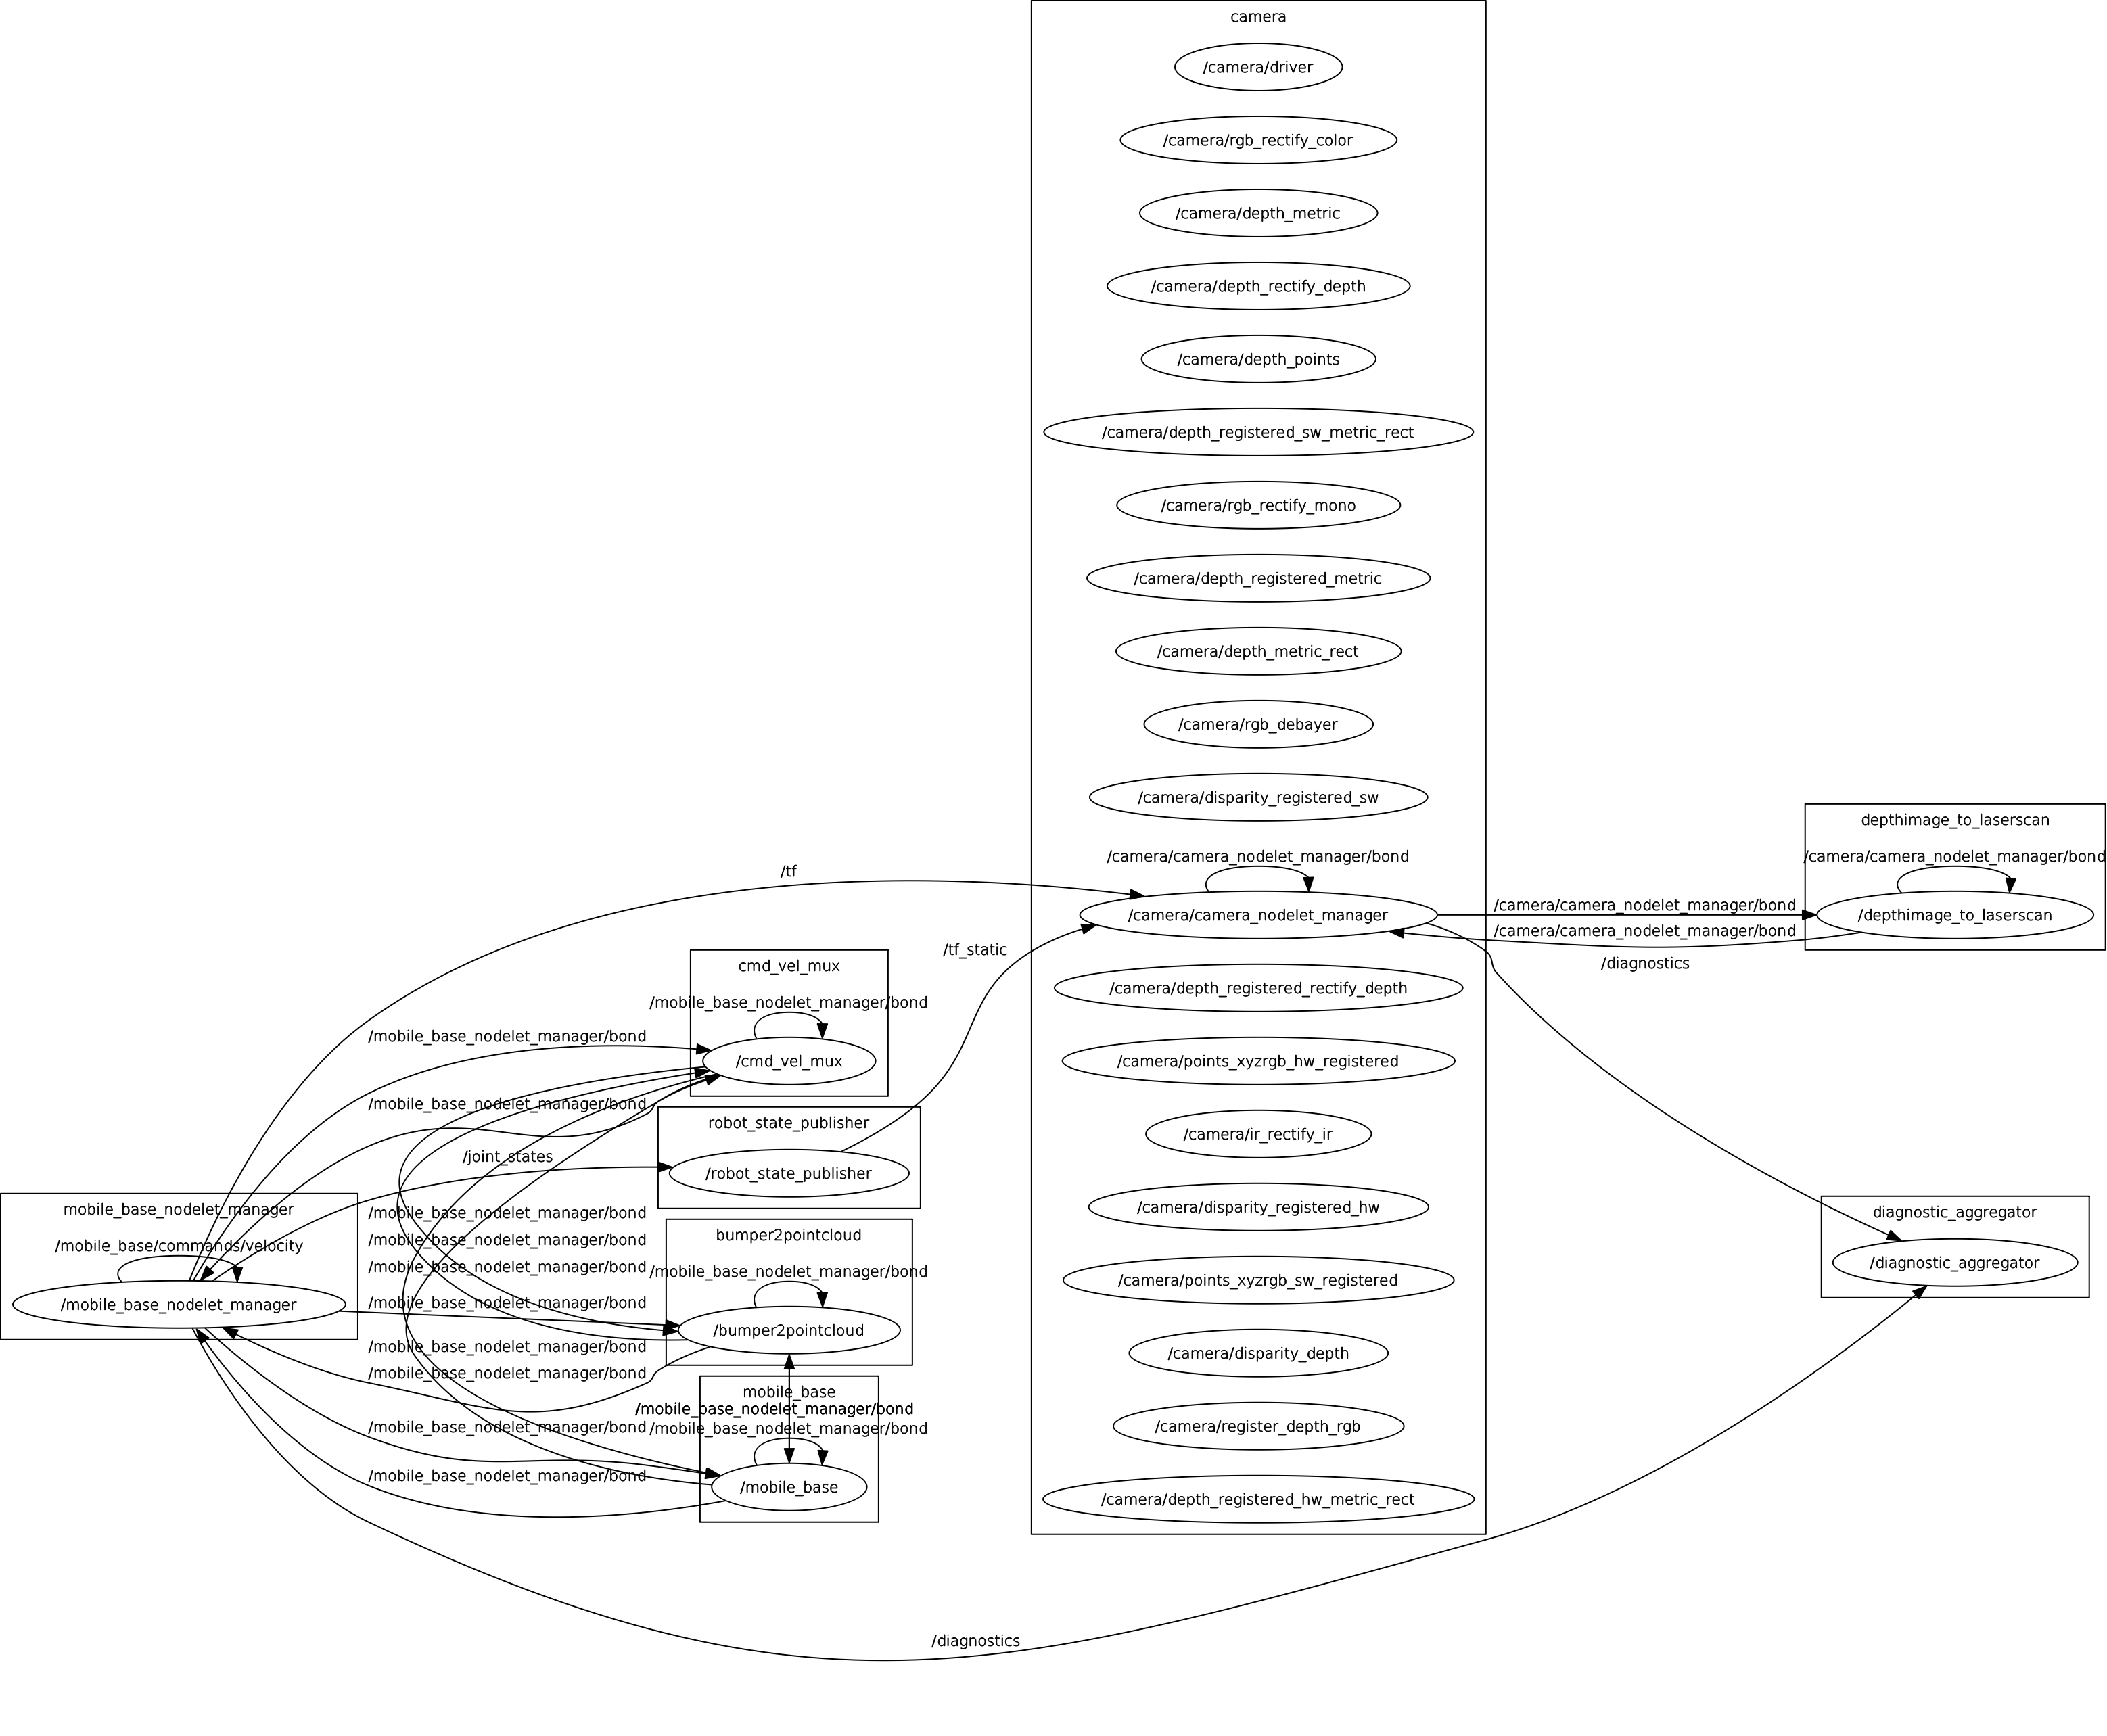 camera
/camera/driver
/camera/rgb_rectify_color
/camera/depth_metric
/camera/depth_rectify_depth
/camera/depth_points
/camera/depth_registered_sw_metric_rect
/camera/rgb_rectify_mono
/camera/depth_registered_metric
/camera/depth_metric_rect
/camera/rgb_debayer
/camera/disparity_registered_sw
/camera/camera_nodelet_manager/bond
/camera/camera_nodelet_manager
/camera/depth_registered_rectify_depth
/camera/points_xyzrgb_hw_registered
/camera/ir_rectify_ir
/camera/disparity_registered_hw
/camera/points_xyzrgb_sw_registered
/camera/disparity_depth
/camera/register_depth_rgb
/camera/depth_registered_hw_metric_rect
depthimage_to_laserscan
/camera/camera_nodelet_manager/bond
/depthimage_to_laserscan
/camera/camera_nodelet_manager/bond
/camera/camera_nodelet_manager/bond
/diagnostics
diagnostic_aggregator
/diagnostic_aggregator
/tf
/tf_static
cmd_vel_mux
/mobile_base_nodelet_manager/bond
/cmd_vel_mux
robot_state_publisher
/robot_state_publisher
bumper2pointcloud
/mobile_base_nodelet_manager/bond
/bumper2pointcloud
mobile_base
/mobile_base_nodelet_manager/bond
/mobile_base_nodelet_manager/bond
/mobile_base
/mobile_base_nodelet_manager/bond
/mobile_base_nodelet_manager/bond
/joint_states
/mobile_base_nodelet_manager/bond
/mobile_base_nodelet_manager/bond
/mobile_base_nodelet_manager/bond
/mobile_base_nodelet_manager/bond
/mobile_base_nodelet_manager/bond
/mobile_base_nodelet_manager/bond
/mobile_base_nodelet_manager/bond
/mobile_base_nodelet_manager/bond
mobile_base_nodelet_manager
/mobile_base/commands/velocity
/mobile_base_nodelet_manager
/diagnostics